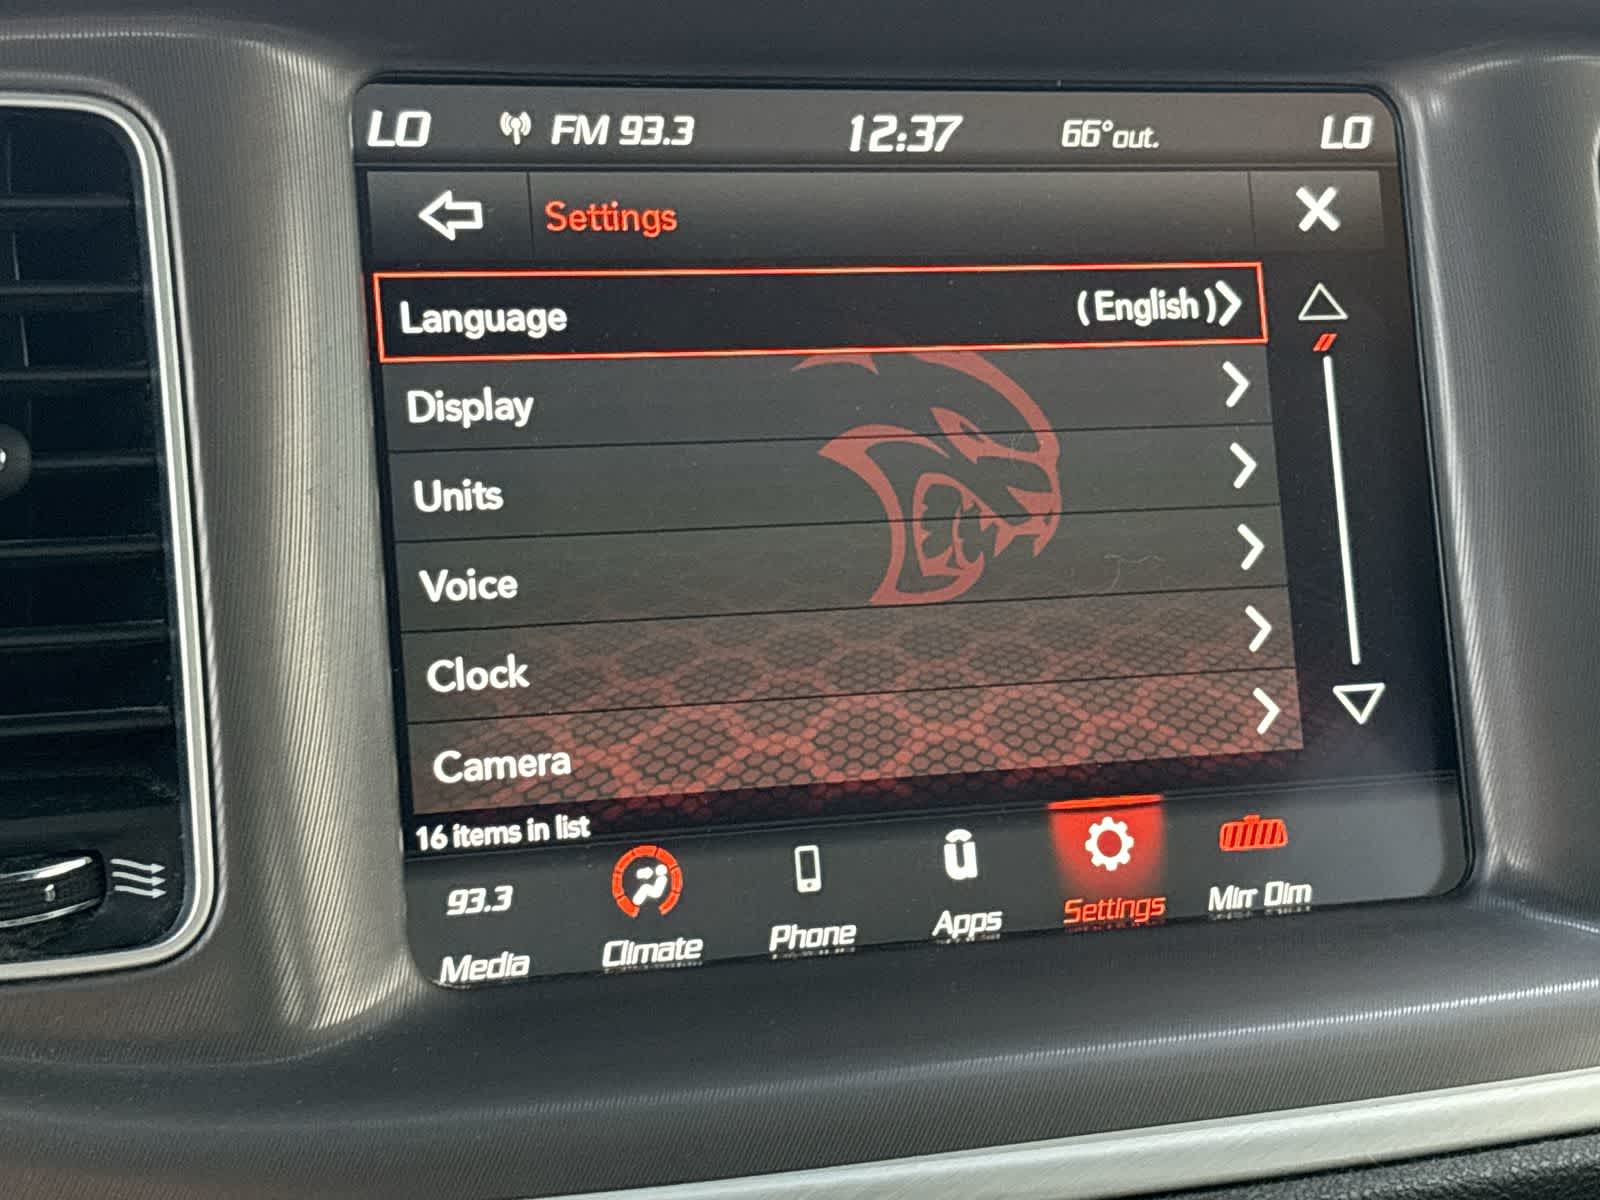 LO FM 93.3 12:37 66°out. LO
Settings
Language (English)
Display
Units
Voice
Clock
Camera
16 items in list
93.3
Media Climate Phone Apps Settings Mirr Dim